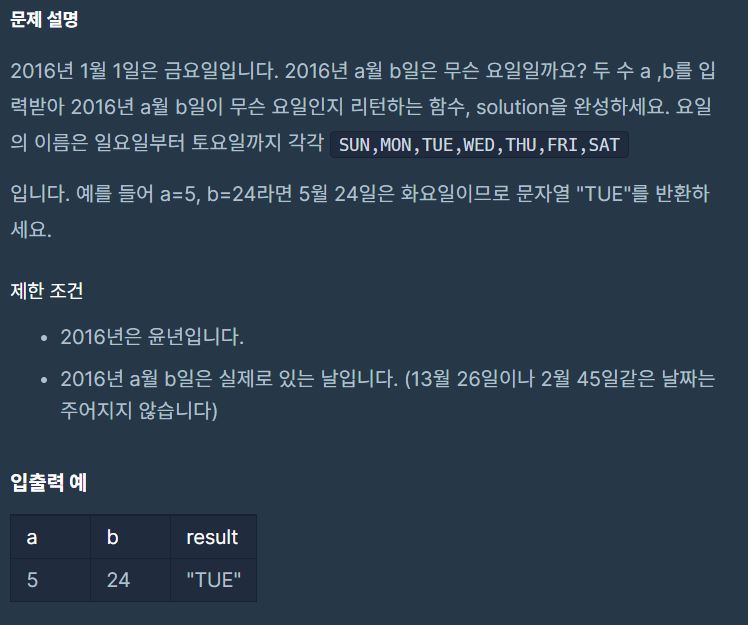 문제 설명
2016년 1월 1일은 금요일입니다. 2016년 a월 b일은 무슨 요일일까요? 두 수 a ,b를 입
력받아 2016년 a월 b일이 무슨 요일인지 리턴하는 함수, solution을 완성하세요. 요일
의 이름은 일요일부터 토요일까지 각각 SUN,MON,TUE,WED,THU,FRI,SAT
입니다. 예를 들어 a=5, b=24라면 5월 24일은 화요일이므로 문자열 "TUE"를 반환하
세요.
제한 조건
• 2016년은 윤년입니다.
• 2016년 a월 b일은 실제로 있는 날입니다. (13월 26일이나 2월 45일같은 날짜는
주어지지 않습니다)
입출력 예
a b result
5 24 "TUE"